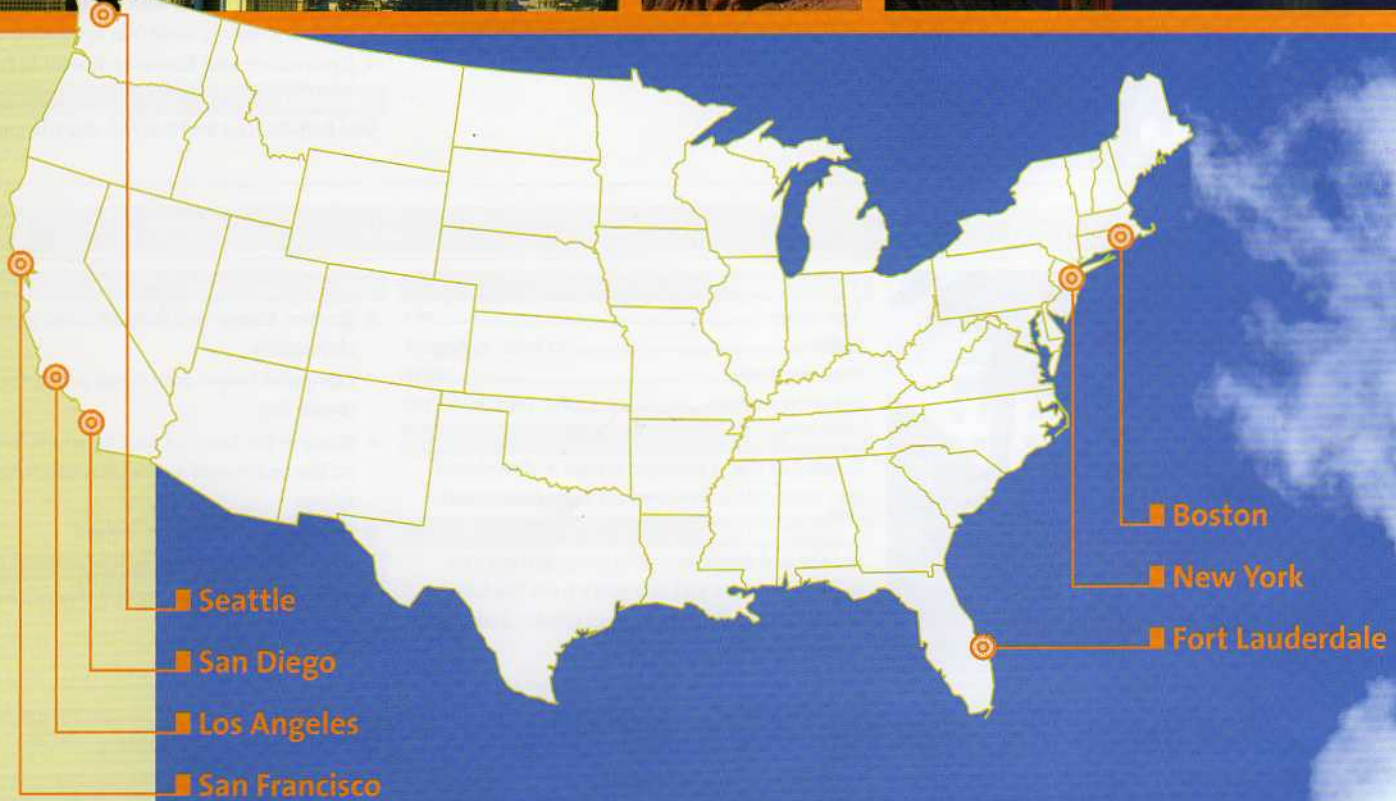 Seattle
San Diego
Los Angeles
San Francisco
Boston
New York
Fort Lauderdale